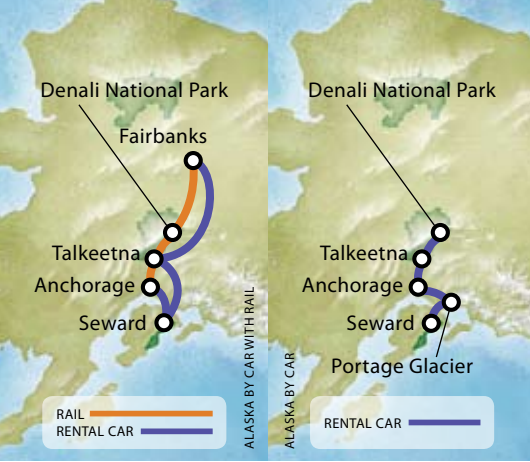 Denali National Park
Fairbanks
Talkeetna
Anchorage
Seward
RAIL
RENTAL CAR
ALASKA BY CAR WITH RAIL
Denali National Park
Talkeetna
Anchorage
Seward
Portage Glacier
RENTAL CAR
ALASKA BY CAR